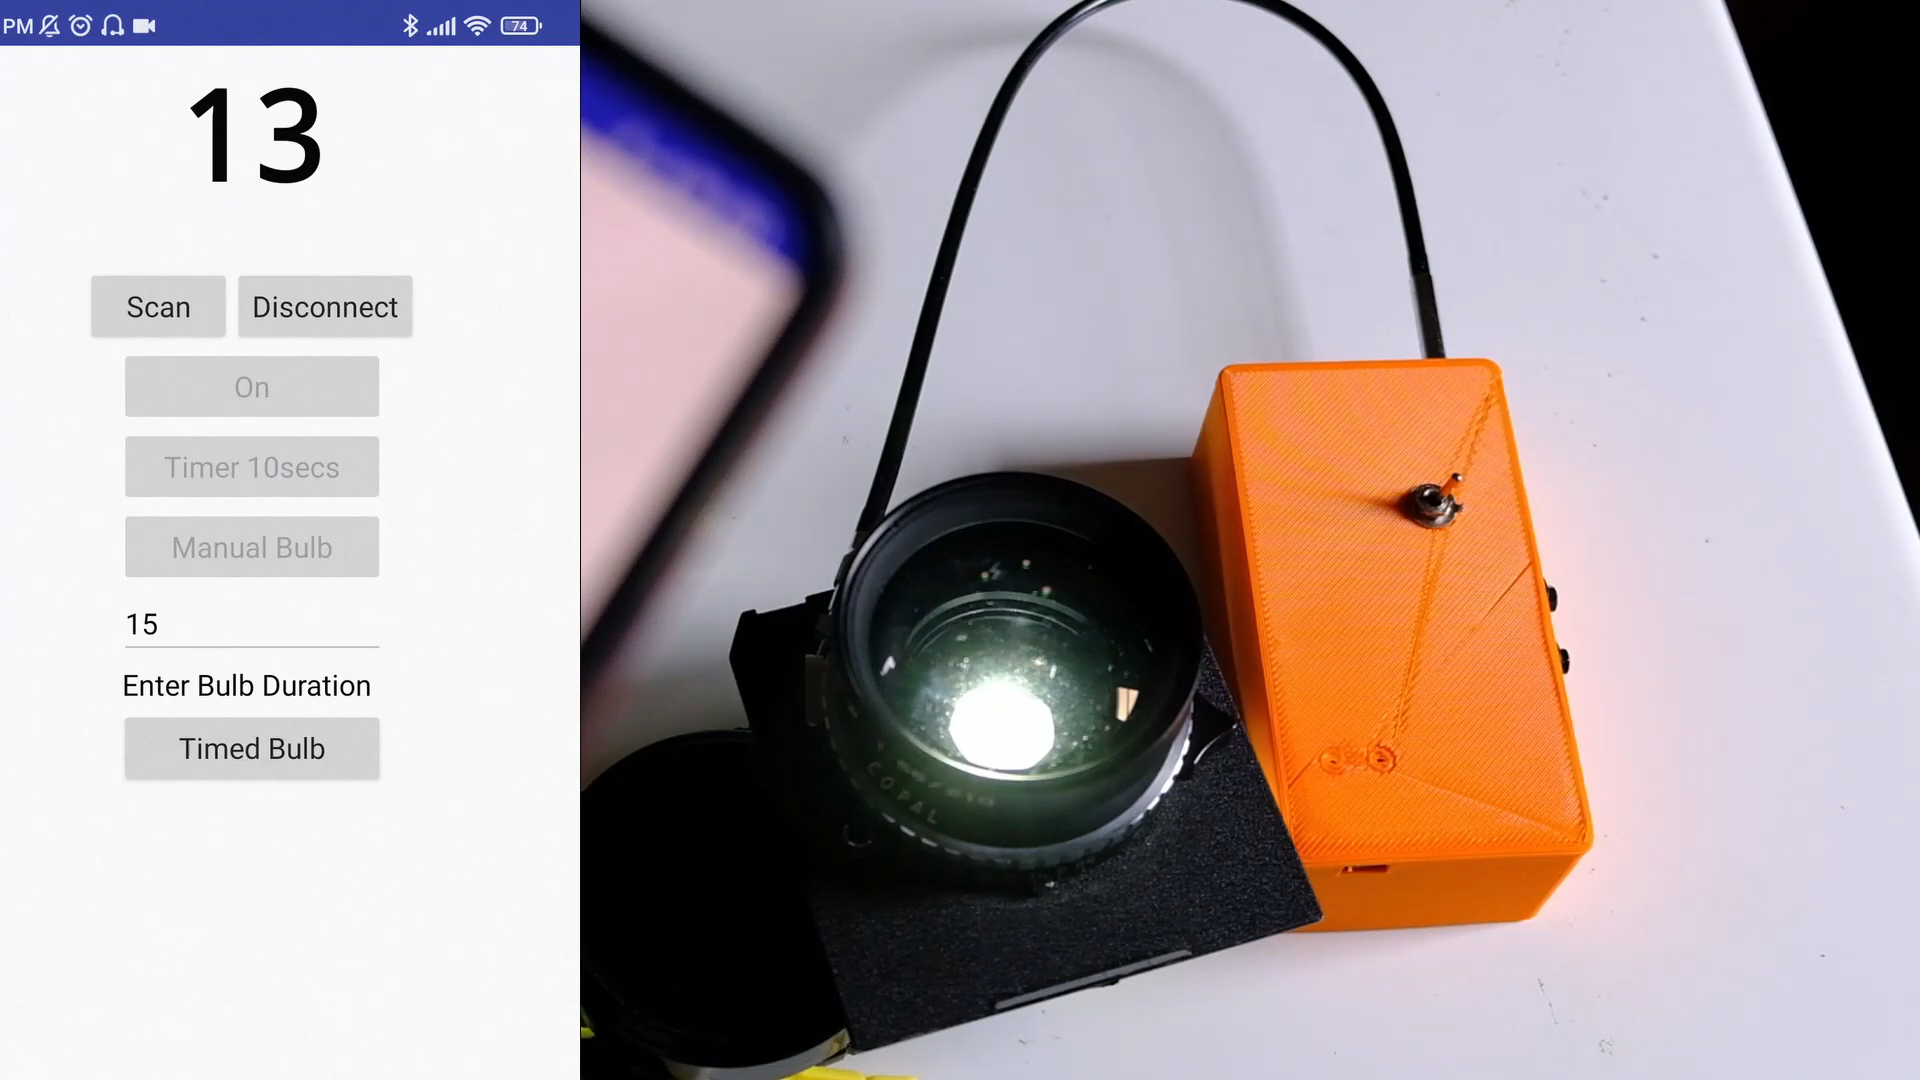 PM
74
13
Scan Disconnect
On
Timer 10secs
Manual Bulb
15
Enter Bulb Duration
Timed Bulb
COPAL